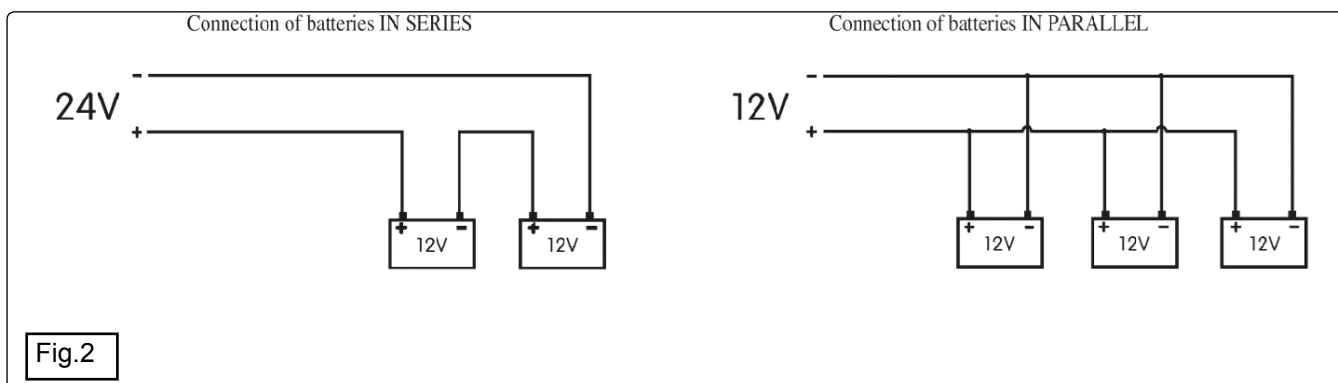 Connection of batteries IN SERIES
-
24V
+
+ -
12V
+ -
12V
Connection of batteries IN PARALLEL
-
12V
+
+ -
12V
+ -
12V
+ -
12V
Fig.2